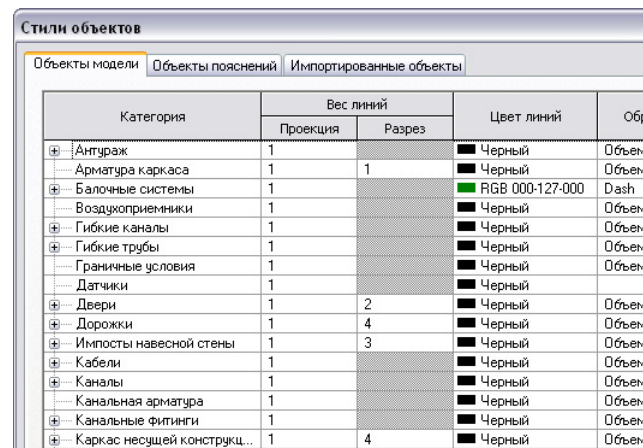 Стили объектов
Объекты модели Объекты пояснений Импортированные объекты
Категория Вес линий Цвет линий
Проекция Разрез
Антураж 1 Черный
Арматура каркаса 1 1 Черный
Балочные системы 1 RGB 000-127-000 Dash
Воздухоприемники 1 Черный
Гибкие каналы 1 Черный
Гибкие трубы 1 Черный
Граничные условия 1 Черный
Датчики 1 Черный
Двери 1 2 Черный
Дорожки 1 4 Черный
Импосты навесной стены 1 3 Черный
Кабели 1 Черный
Каналы 1 Черный
Канальная арматура 1 Черный
Канальные фитинги 1 Черный
Каркас несущей конструкц... 1 4 Черный